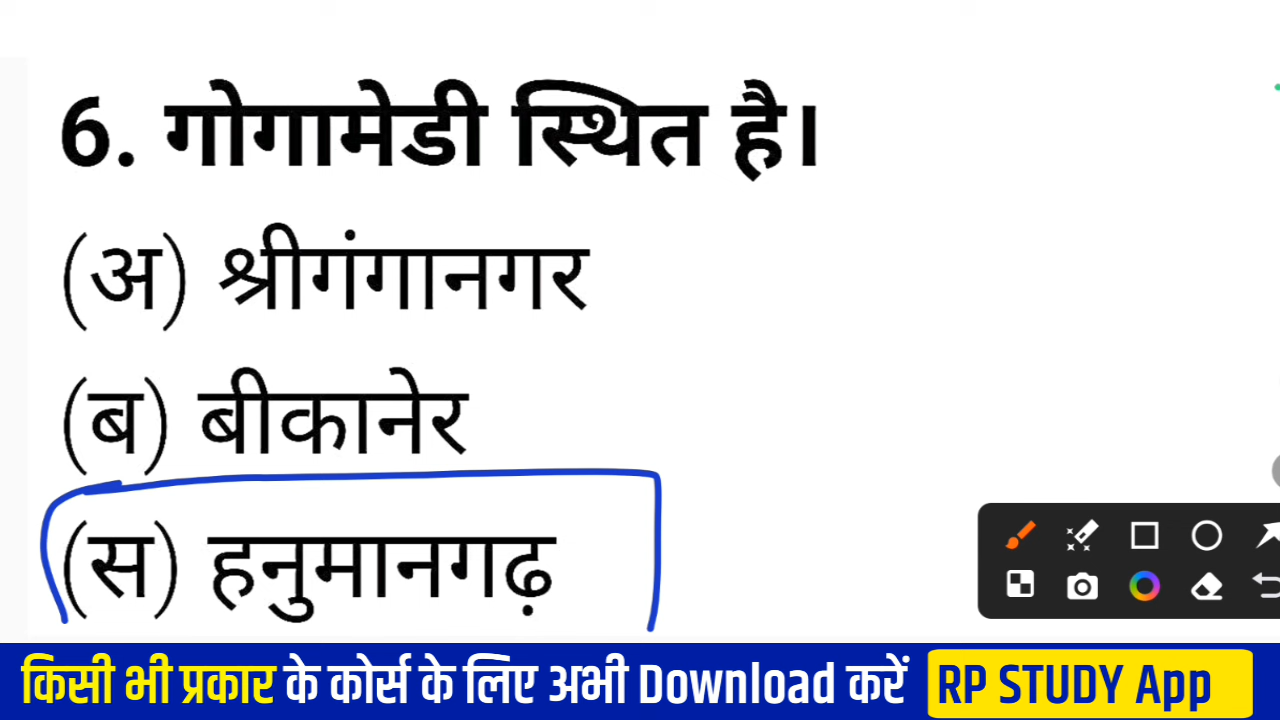 6. गोगामेडी स्थित है।
(अ) श्रीगंगानगर
(ब) बीकानेर
(स) हनुमानगढ़
किसी भी प्रकार के कोर्स के लिए अभी Download करें RP STUDY App